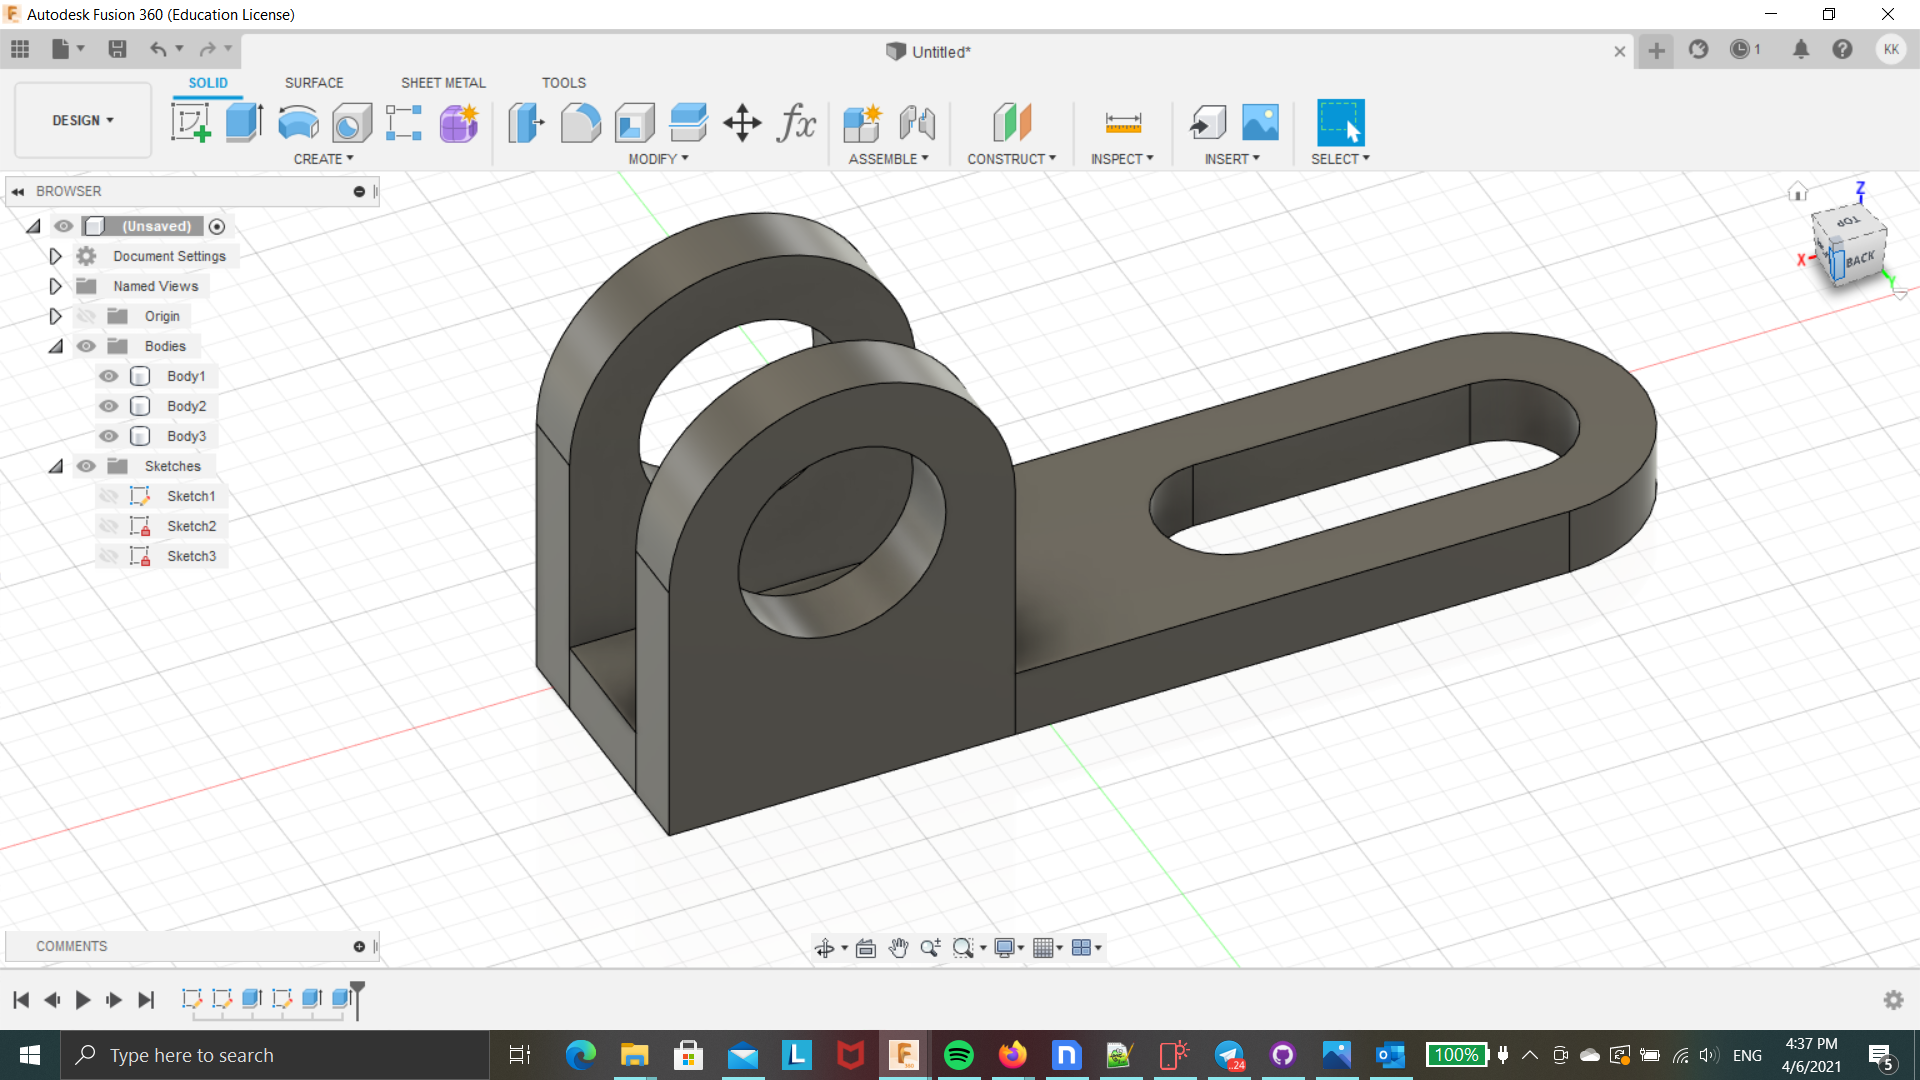 Autodesk Fusion 360 (Education License)
Untitled*
1
KK
SOLID
SURFACE
SHEET METAL
TOOLS
DESIGN
fx
CREATE
MODIFY
ASSEMBLE
CONSTRUCT
INSPECT
INSERT
SELECT
BROWSER
(Unsaved)
Document Settings
Named Views
Origin
Bodies
Body1
Body2
Body3
Sketches
Sketch1
Sketch2
Sketch3
Z
TOP
X
BACK
Y
COMMENTS
Type here to search
L
F
n
24
100%
ENG
4:37 PM
4/6/2021
5